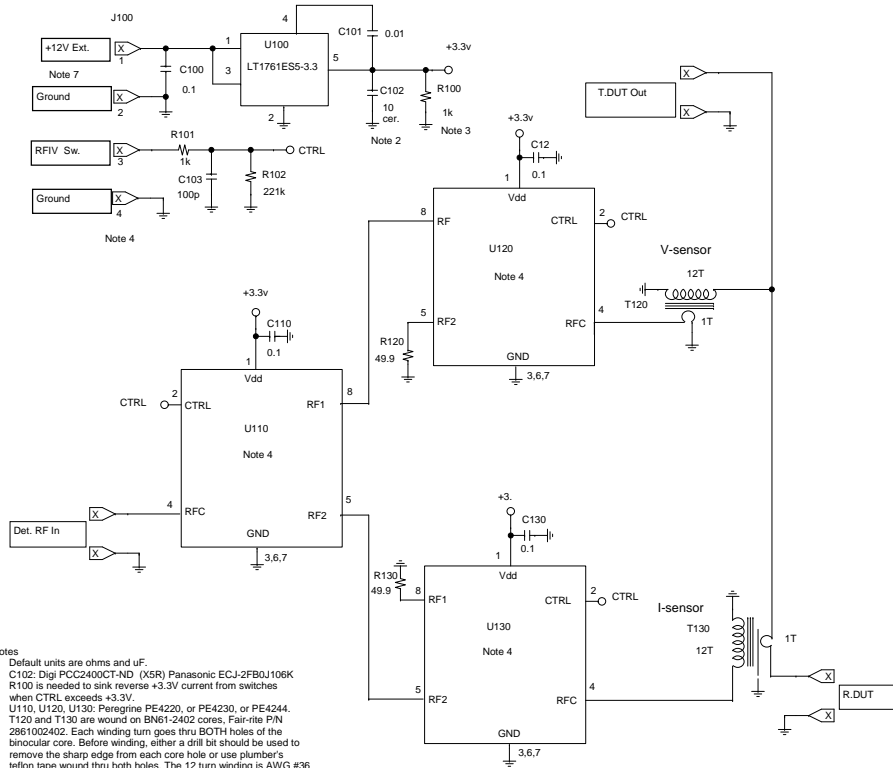 J100
+12V Ext.
X
1
Note 7
Ground
X
2
C100
0.1
1
3
4
U100
LT1761ES5-3.3
5
2
C101
0.01
+3.3v
C102
10
cer.
Note 2
R100
1k
Note 3
RFIV Sw.
X
3
R101
1k
CTRL
C103
100p
R102
221k
Ground
X
4
Note 4
T.DUT Out
X
X
+3.3v
C12
0.1
1
Vdd
8
RF
CTRL
2
CTRL
U120
Note 4
5
RF2
RFC
4
GND
3,6,7
R120
49.9
V-sensor
12T
T120
1T
+3.3v
C110
0.1
1
Vdd
CTRL
2
CTRL
RF1
8
U110
Note 4
4
RFC
RF2
5
GND
3,6,7
Det. RF In
X
X
+3.
C130
0.1
1
Vdd
R130
49.9
8
RF1
CTRL
2
CTRL
U130
Note 4
5
RF2
RFC
4
GND
3,6,7
I-sensor
T130
12T
1T
X
R.DUT
X
otes
Default units are ohms and uF.
C102: Digi PCC2400CT-ND (X5R) Panasonic ECJ-2FB0J106K
R100 is needed to sink reverse +3.3V current from switches
when CTRL exceeds +3.3V.
U110, U120, U130: Peregrine PE4220, or PE4230, or PE4244.
T120 and T130 are wound on BN61-2402 cores, Fair-rite P/N
2861002402. Each winding turn goes thru BOTH holes of the
binocular core. Before winding, either a drill bit should be used to
remove the sharp edge from each core hole or use plumber's
teflon tape wound thru both holes. The 12 turn winding is AWG #36